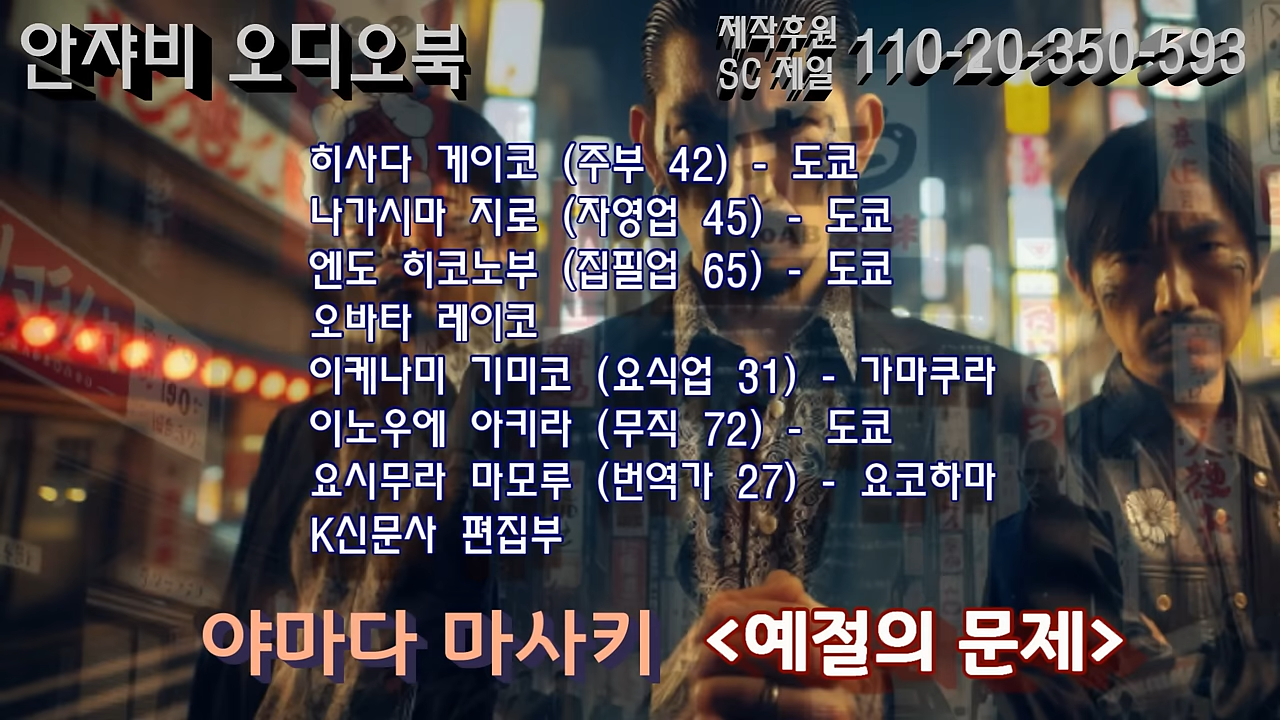 안쟈비 오디오북
제작후원
SC 제일 110-20-350-593
히사다 게이코 (주부 42) - 도쿄
나가시마 지로 (자영업 45) - 도쿄
엔도 히코노부 (집필업 65) - 도쿄
오바타 레이코
이케나미 기미코 (요식업 31) - 가마쿠라
이노우에 아키라 (무직 72) - 도쿄
요시무라 마모루 (번역가 27) - 요코하마
K신문사 편집부
야마다 마사키 <예절의 문제>